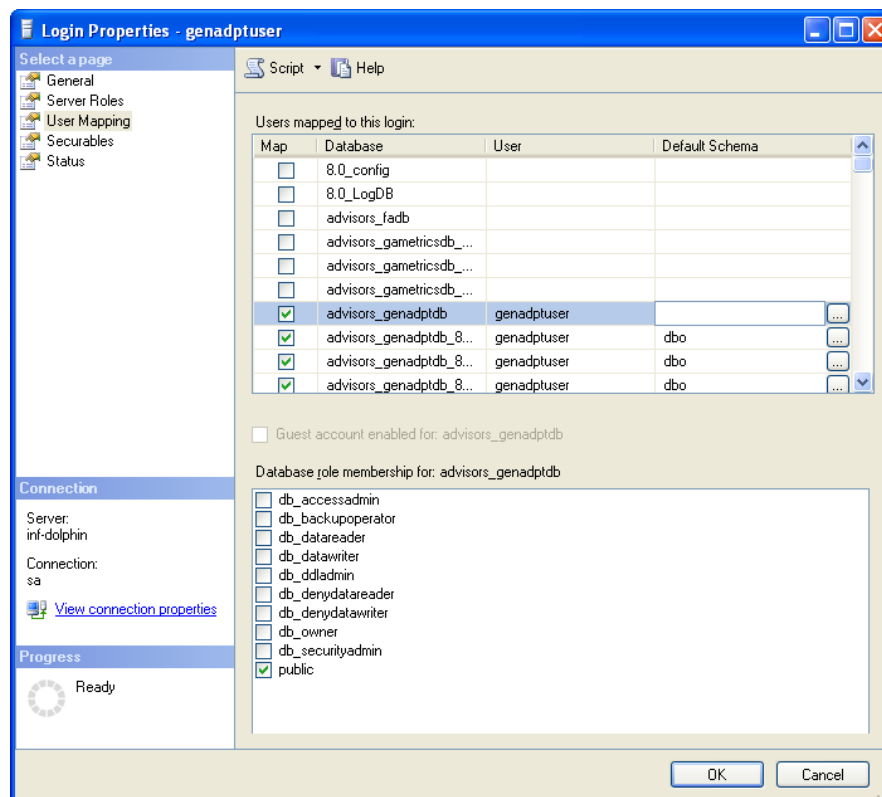 Login Properties - genadptuser
Select a page
General
Server Roles
User Mapping
Securables
Status
Script Help
Users mapped to this login:
Map Database User Default Schema
8.0_config
8.0_LogDB
advisors_fadb
advisors_gametricsdb_...
advisors_gametricsdb_...
advisors_gametricsdb_...
advisors_genadptdb genadptuser ...
advisors_genadptdb_8... genadptuser dbo ...
advisors_genadptdb_8... genadptuser dbo ...
advisors_genadptdb_8... genadptuser dbo ...
Guest account enabled for: advisors_genadptdb
Database role membership for: advisors_genadptdb
db_accessadmin
db_backupoperator
db_datareader
db_datawriter
db_ddladmin
db_denydatareader
db_denydatawriter
db_owner
db_securityadmin
public
Connection
Server:
inf-dolphin
Connection:
sa
View connection properties
Progress
Ready
OK Cancel